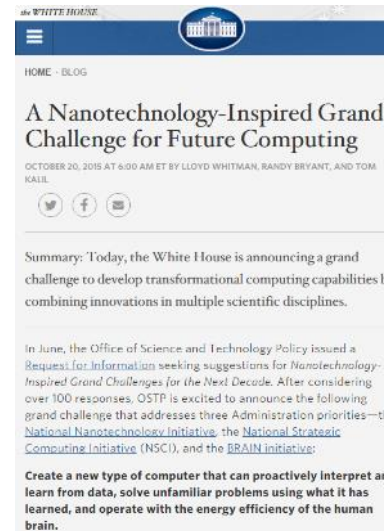 the WHITE HOUSE
HOME · BLOG
A Nanotechnology-Inspired Grand
Challenge for Future Computing
OCTOBER 20, 2015 AT 6:00 AM ET BY LLOYD WHITMAN, RANDY BRYANT, AND TOM
KALIL
Summary: Today, the White House is announcing a grand
challenge to develop transformational computing capabilities b
combining innovations in multiple scientific disciplines.
In June, the Office of Science and Technology Policy issued a
Request for Information seeking suggestions for Nanotechnology-
Inspired Grand Challenges for the Next Decade. After considering
over 100 responses, OSTP is excited to announce the following
grand challenge that addresses three Administration priorities—th
National Nanotechnology Initiative, the National Strategic
Computing Initiative (NSCI), and the BRAIN initiative:
Create a new type of computer that can proactively interpret an
learn from data, solve unfamiliar problems using what it has
learned, and operate with the energy efficiency of the human
brain.